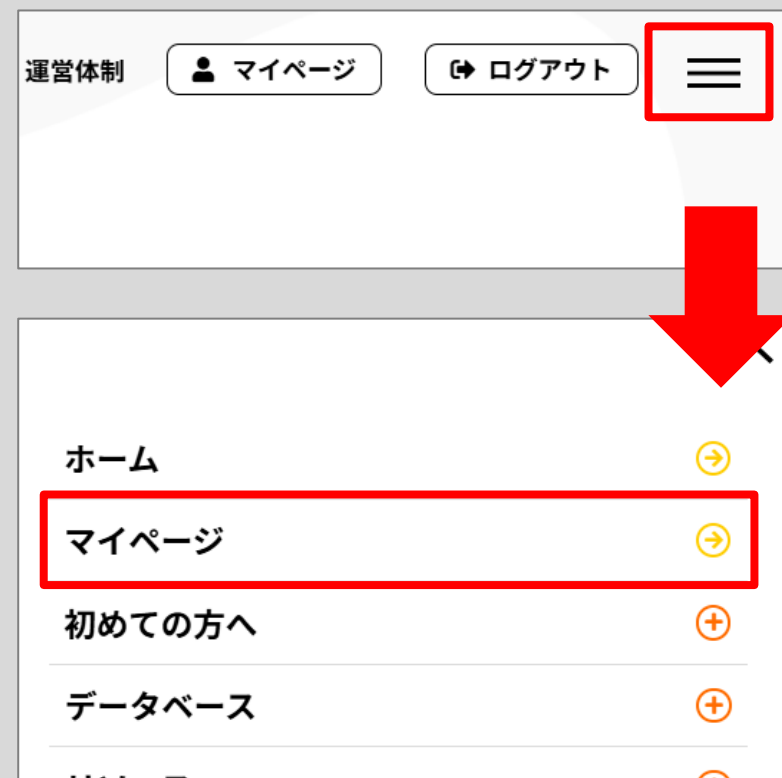 運営体制 マイページ ログアウト
ホーム
マイページ
初めての方へ
データベース